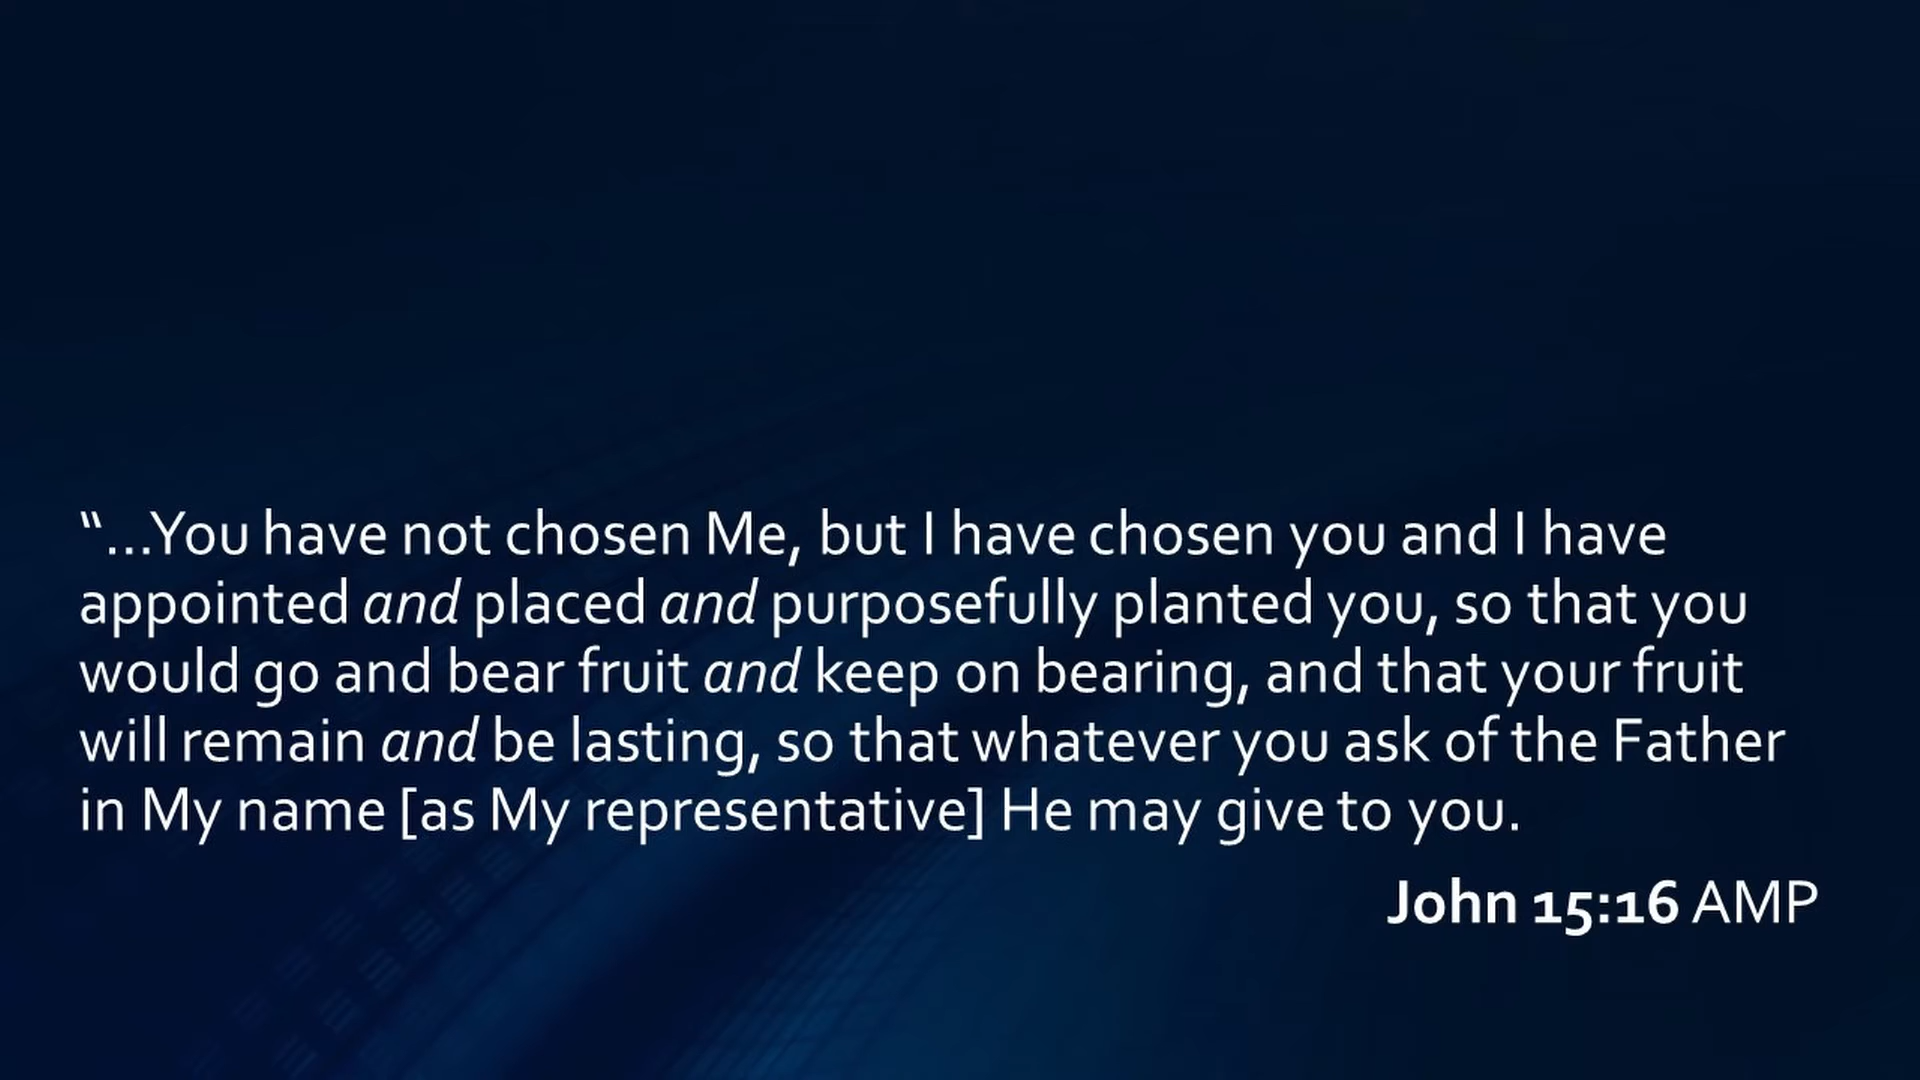 “...You have not chosen Me, but I have chosen you and I have
appointed and placed and purposefully planted you, so that you
would go and bear fruit and keep on bearing, and that your fruit
will remain and be lasting, so that whatever you ask of the Father
in My name [as My representative] He may give to you.
John 15:16 AMP